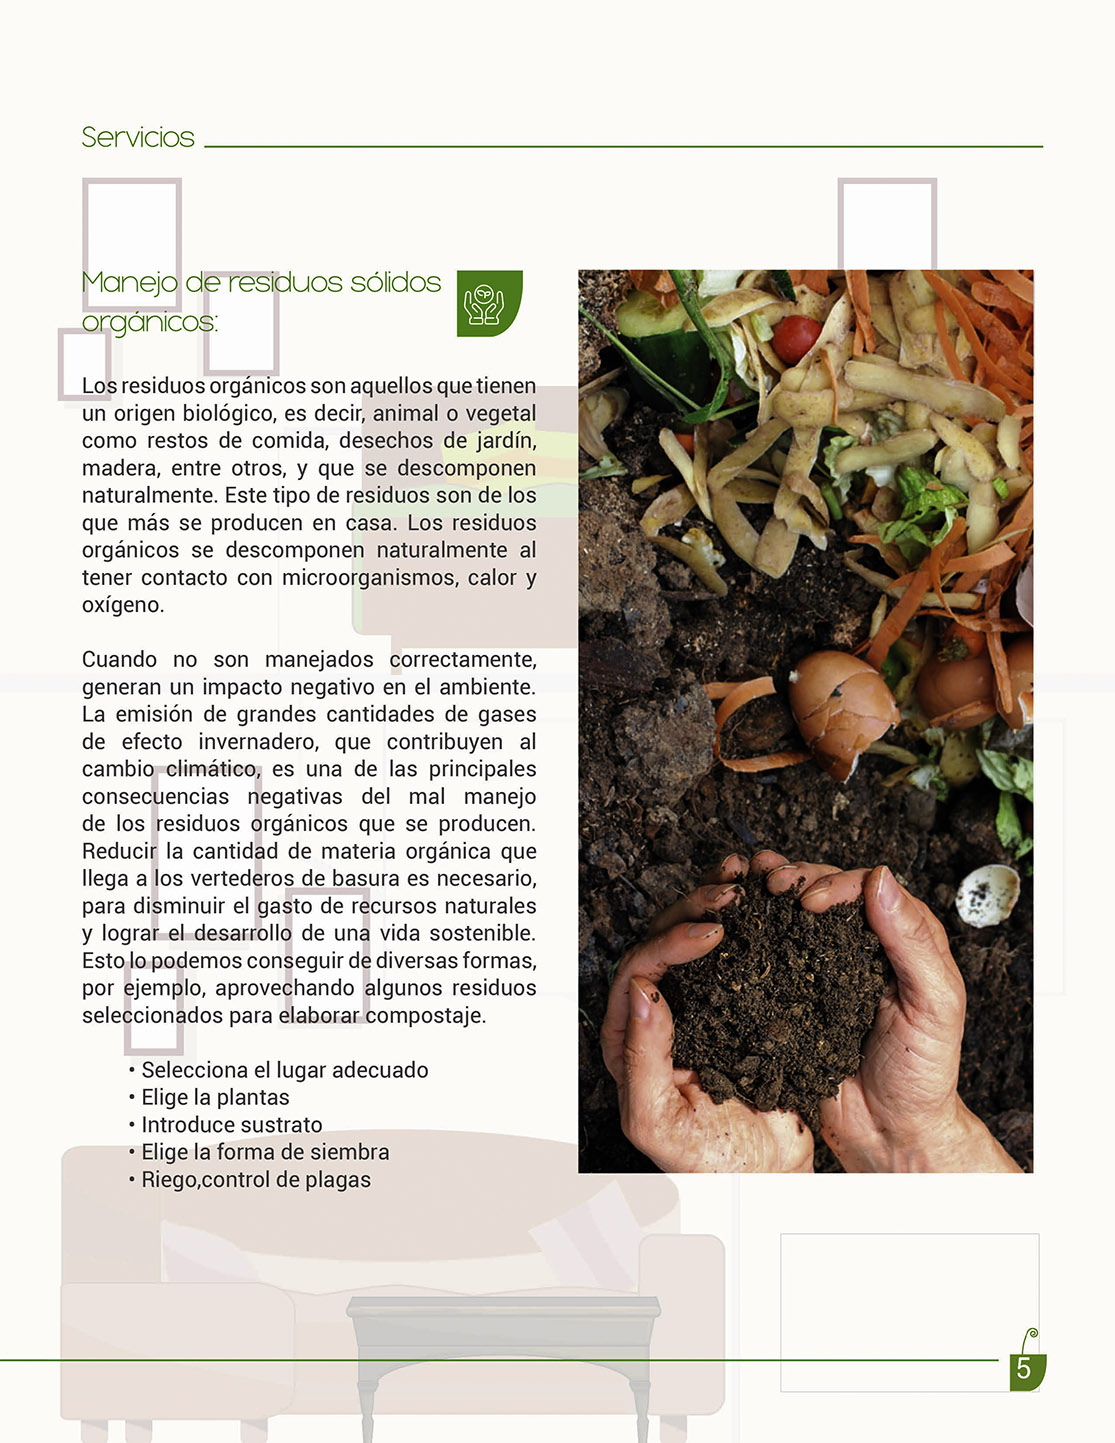 Servicios
Manejo de residuos sólidos
orgánicos:
Los residuos orgánicos son aquellos que tienen
un origen biológico, es decir, animal o vegetal
como restos de comida, desechos de jardín,
madera, entre otros, y que se descomponen
naturalmente. Este tipo de residuos son de los
que más se producen en casa. Los residuos
orgánicos se descomponen naturalmente al
tener contacto con microorganismos, calor y
oxígeno.
Cuando no son manejados correctamente,
generan un impacto negativo en el ambiente.
La emisión de grandes cantidades de gases
de efecto invernadero, que contribuyen al
cambio climático, es una de las principales
consecuencias negativas del mal manejo
de los residuos orgánicos que se producen.
Reducir la cantidad de materia orgánica que
llega a los vertederos de basura es necesario,
para disminuir el gasto de recursos naturales
y lograr el desarrollo de una vida sostenible.
Esto lo podemos conseguir de diversas formas,
por ejemplo, aprovechando algunos residuos
seleccionados para elaborar compostaje.
• Selecciona el lugar adecuado
• Elige la plantas
• Introduce sustrato
• Elige la forma de siembra
• Riego,control de plagas
5